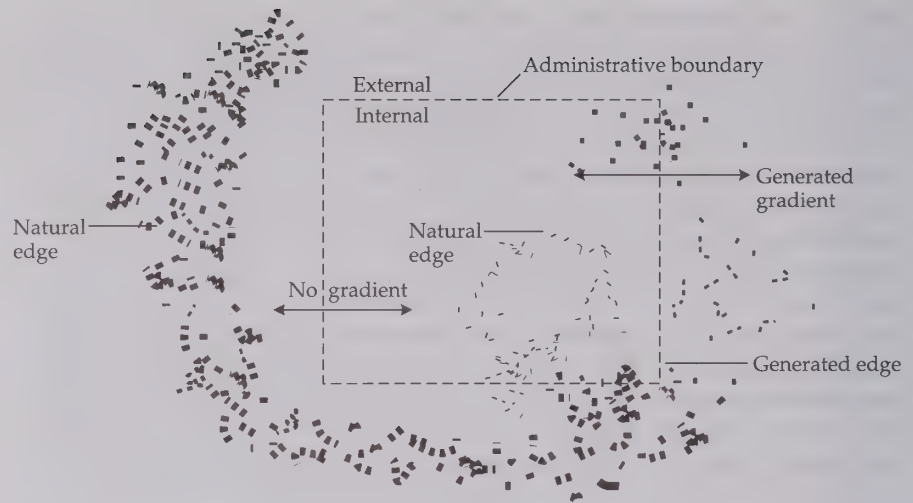 Administrative boundary
External
Internal
Generated
gradient
Natural
edge
Natural
edge
No gradient
Generated edge